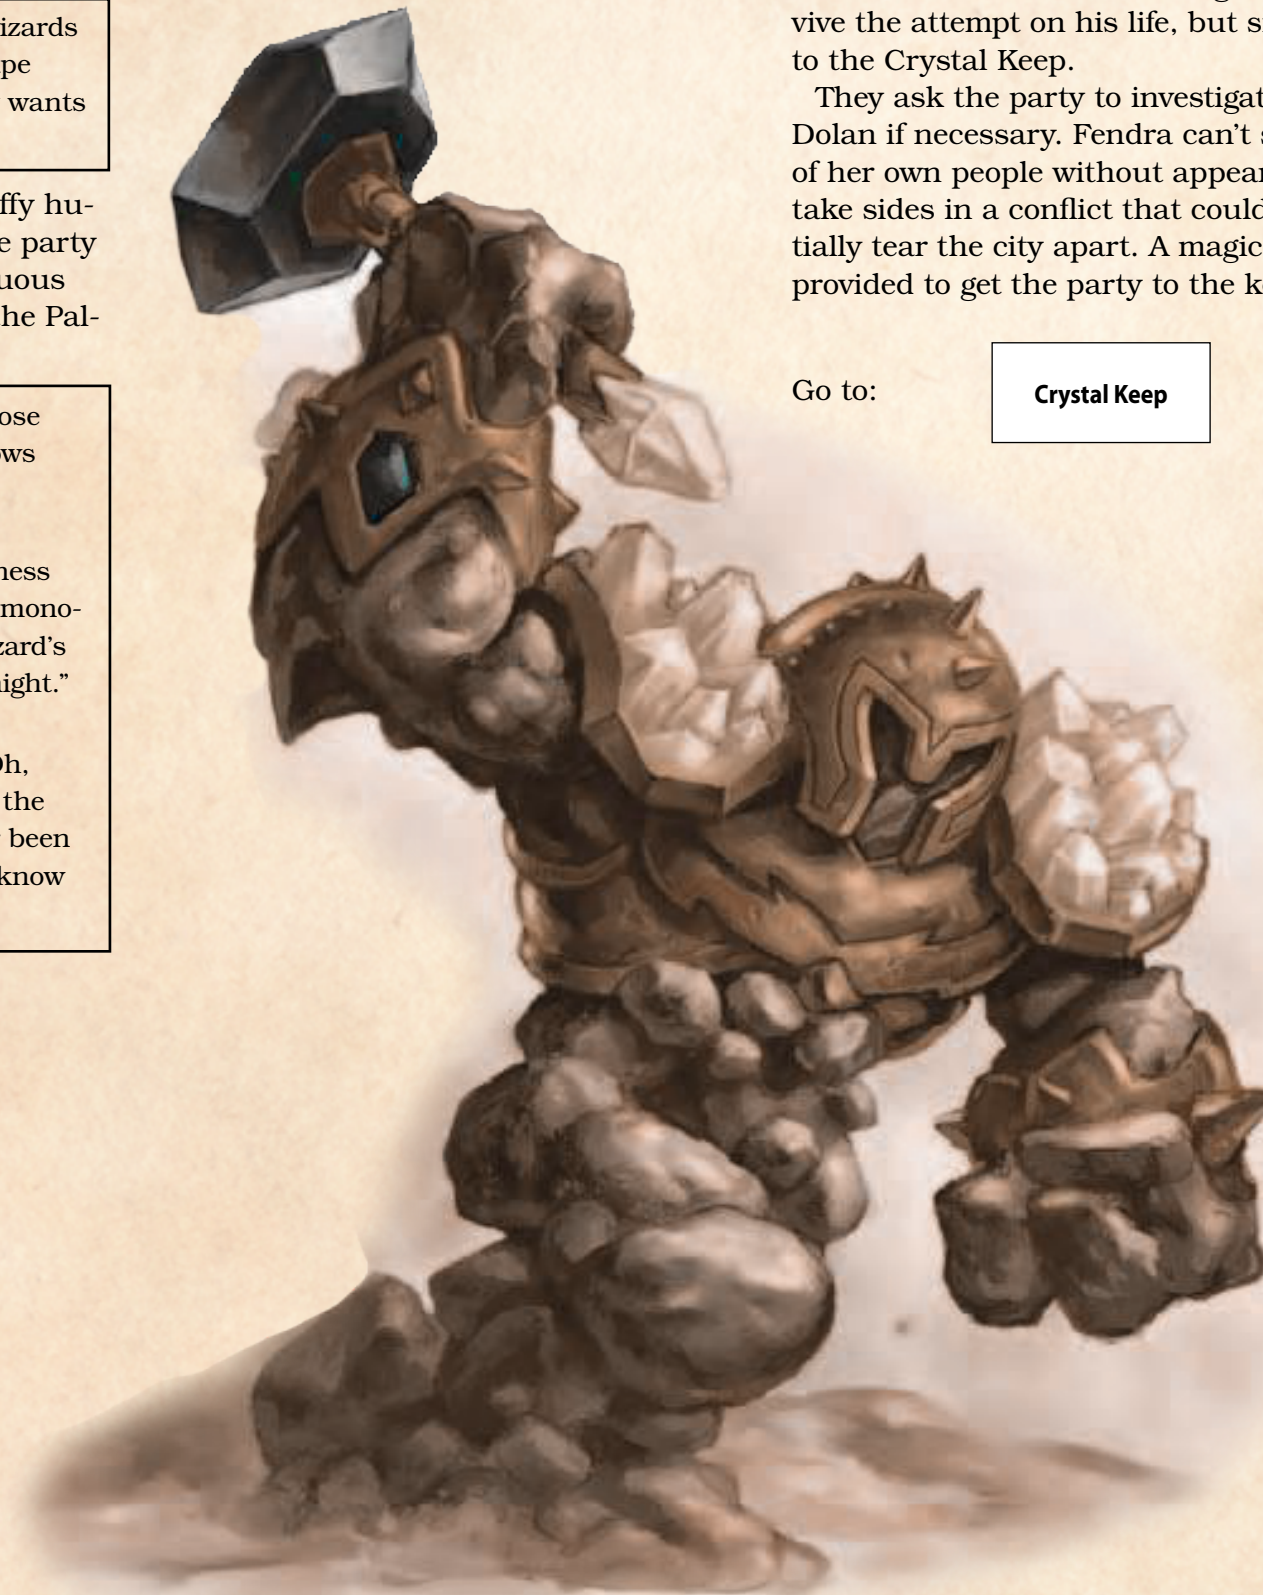 izards
pe
wants
ffy hu-
e party
uous
he Pal-
ose
ows
ness
mono-
zard's
night.”
Oh,
the
been
know
vive the attempt on his life, but s
to the Crystal Keep.
They ask the party to investigat
Dolan if necessary. Fendra can't s
of her own people without appear
take sides in a conflict that could
tially tear the city apart. A magic
provided to get the party to the k
Go to:
Crystal Keep